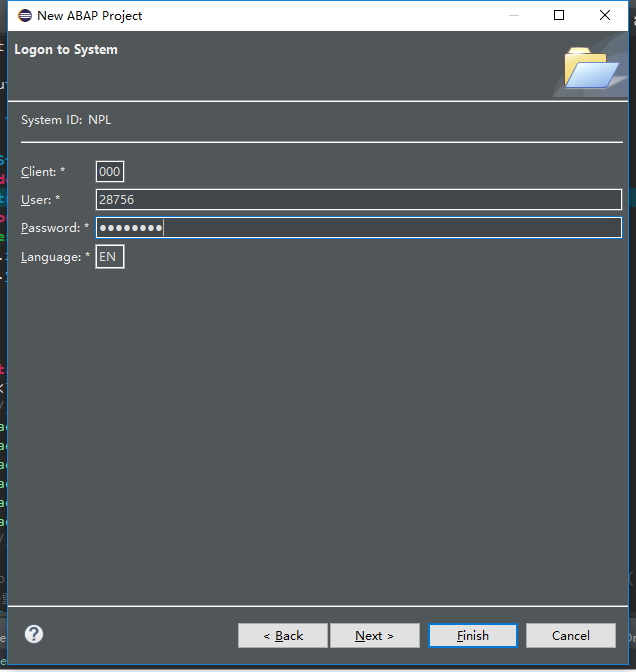 New ABAP Project
Logon to System
System ID: NPL
Client: * 000
User: * 28756
Password: * ●●●●●●●●
Language: * EN
? < Back Next > Finish Cancel